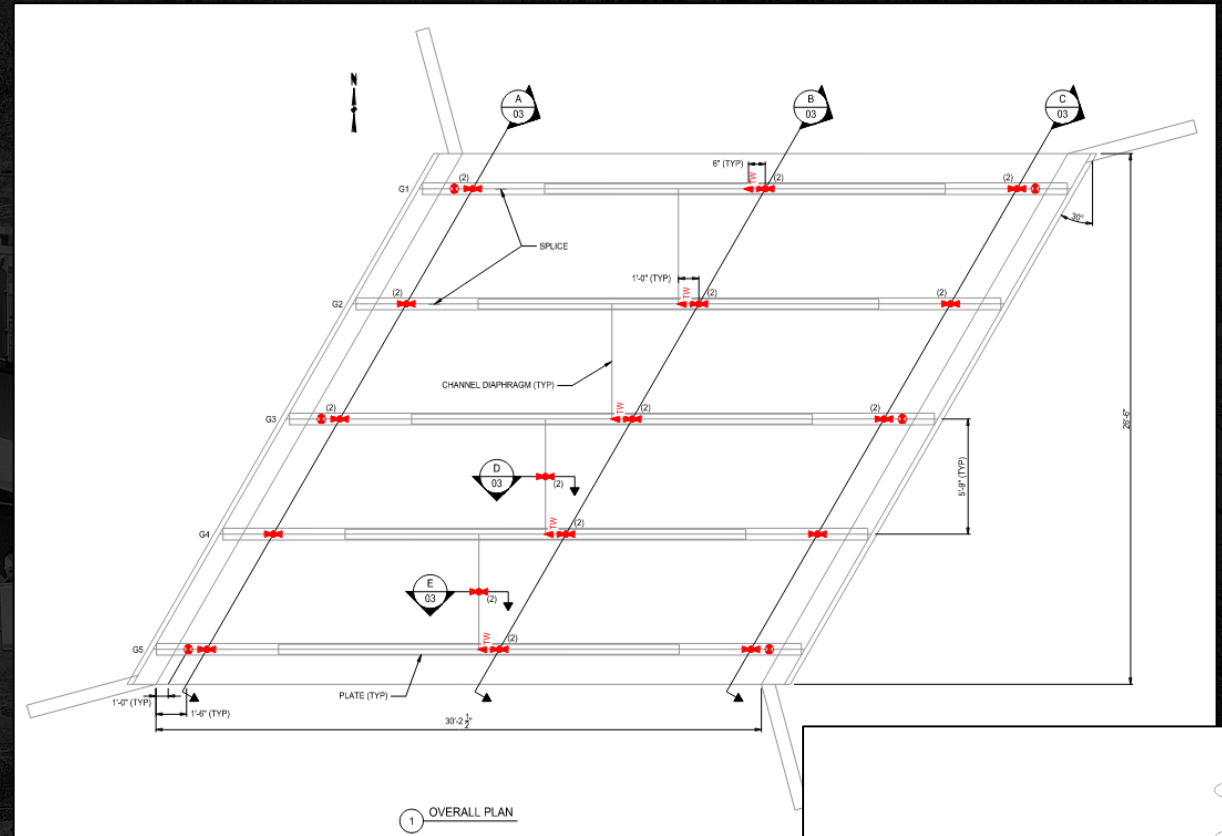 N
A
03
B
03
C
03
6" (TYP)
TW
(2)
(2)
(2)
G1
30°
SPLICE
1'-0" (TYP)
TW
(2)
(2)
G2
CHANNEL DIAPHRAGM (TYP)
TW
(2)
(2)
(2)
G3
D
03
(2)
5'-9" (TYP)
26'-6"
TW
(2)
G4
E
03
(2)
TW
(2)
G5
PLATE (TYP)
1'-0" (TYP)
1'-6" (TYP)
30'-2 1/2"
1
OVERALL PLAN